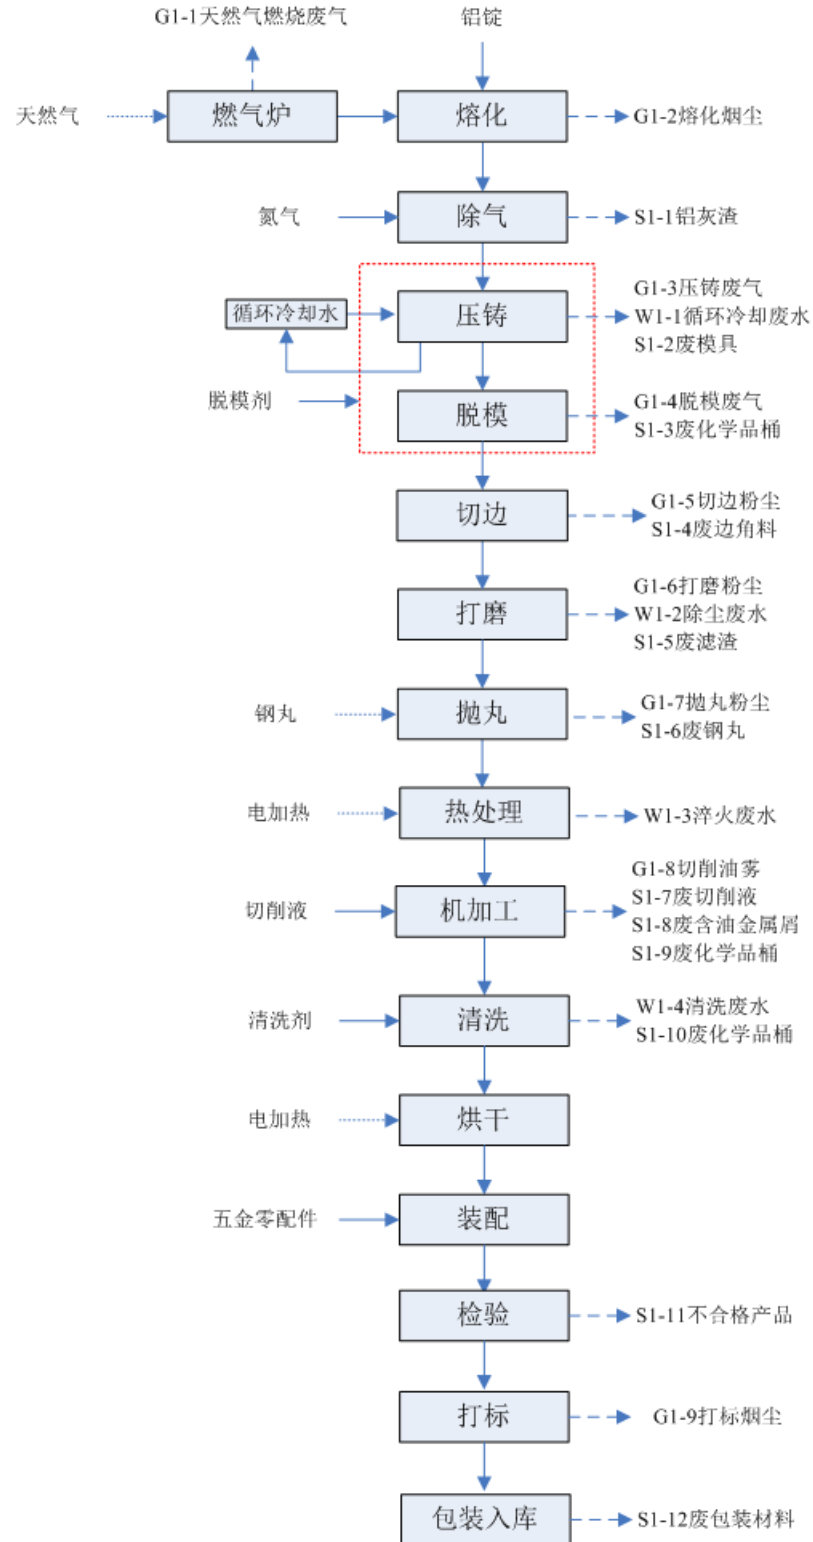 G1-1天然气燃烧废气
铝锭
天然气
燃气炉
熔化
G1-2熔化烟尘
氮气
除气
S1-1铝灰渣
循环冷却水
压铸
G1-3压铸废气
W1-1循环冷却废水
S1-2废模具
脱模剂
脱模
G1-4脱模废气
S1-3废化学品桶
切边
G1-5切边粉尘
S1-4废边角料
打磨
G1-6打磨粉尘
W1-2除尘废水
S1-5废滤渣
钢丸
抛丸
G1-7抛丸粉尘
S1-6废钢丸
电加热
热处理
W1-3淬火废水
切削液
机加工
G1-8切削油雾
S1-7废切削液
S1-8废含油金属屑
S1-9废化学品桶
清洗剂
清洗
W1-4清洗废水
S1-10废化学品桶
电加热
烘干
五金零配件
装配
检验
S1-11不合格产品
打标
G1-9打标烟尘
包装入库
S1-12废包装材料